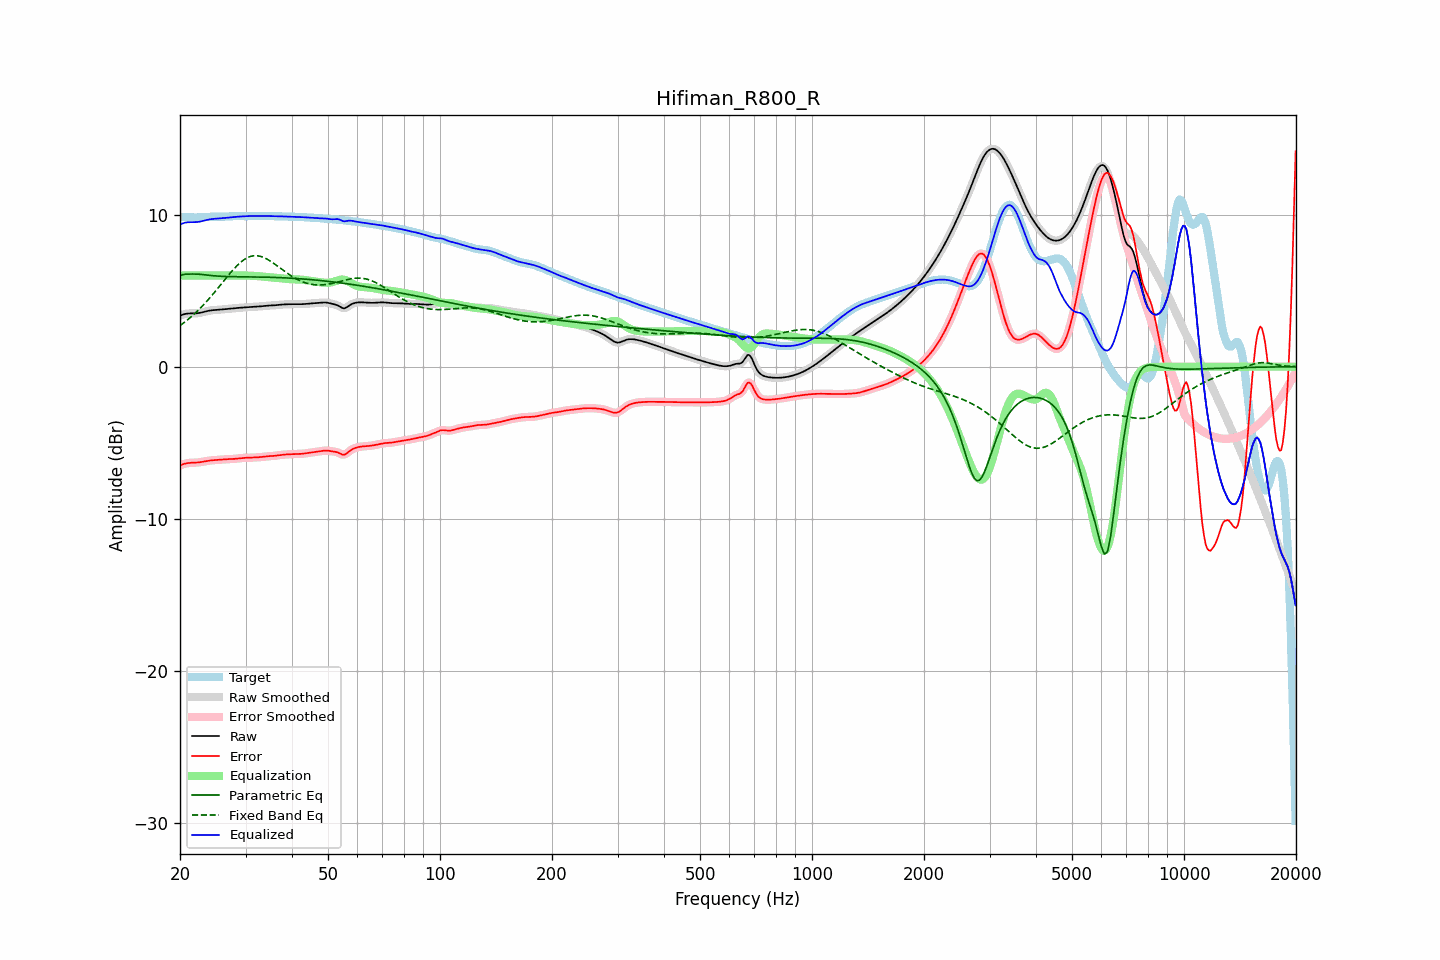 Hifiman_R800_R
10
0
−10
−20
−30
Amplitude (dBr)
Target
Raw Smoothed
Error Smoothed
Raw
Error
Equalization
Parametric Eq
Fixed Band Eq
Equalized
20 50 100 200 500 1000 2000 5000 10000 20000
Frequency (Hz)